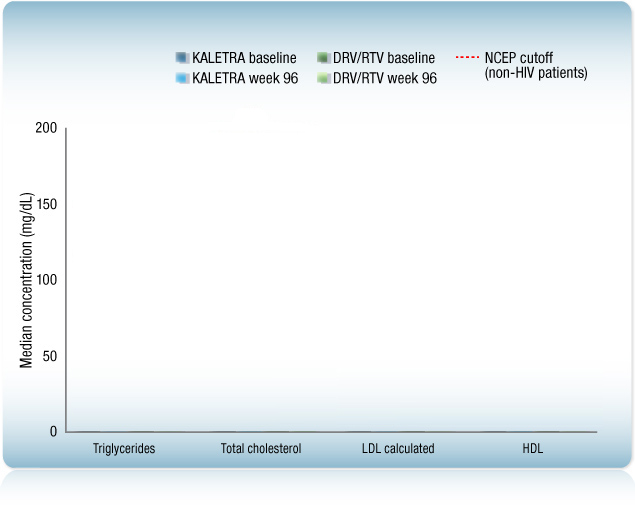 KALETRA baseline
DRV/RTV baseline
NCEP cutoff
(non-HIV patients)
KALETRA week 96
DRV/RTV week 96
Median concentration (mg/dL)
200
150
100
50
0
Triglycerides
Total cholesterol
LDL calculated
HDL